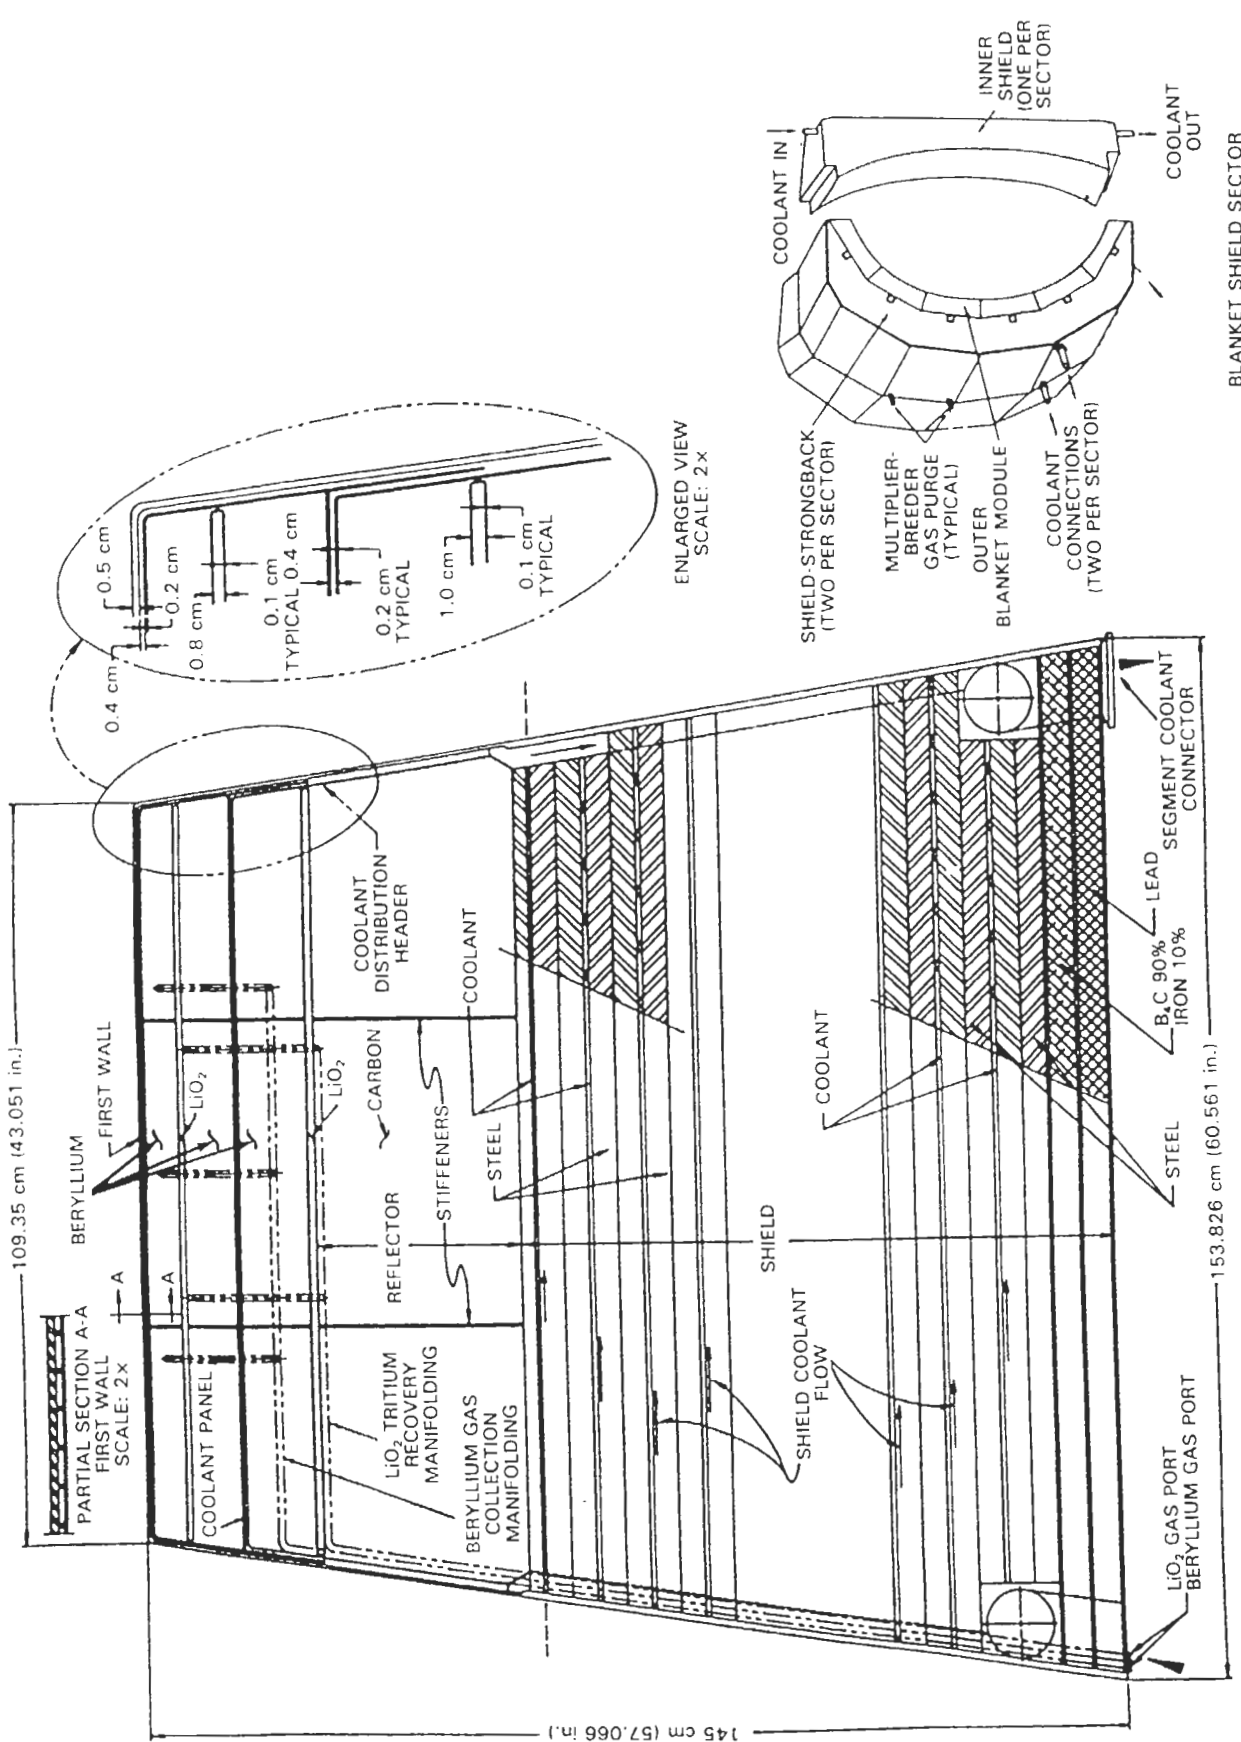 109.35 cm (43.051 in.)
PARTIAL SECTION A-A
FIRST WALL
SCALE: 2×
BERYLLIUM
FIRST WALL
A
A
LiO₂
COOLANT PANEL
LiO₂
LiO₂ TRITIUM
RECOVERY
MANIFOLDING
BERYLLIUM GAS
COLLECTION
MANIFOLDING
REFLECTOR
CARBON
STIFFENERS
COOLANT
DISTRIBUTION
HEADER
COOLANT
STEEL
SHIELD
SHIELD COOLANT
FLOW
COOLANT
STEEL
B₄C 90%
IRON 10%
LEAD
SEGMENT COOLANT
CONNECTOR
LiO₂ GAS PORT
BERYLLIUM GAS PORT
153.826 cm (60.561 in.)
145 cm (57.066 in.)
0.4 cm
0.5 cm
0.2 cm
0.8 cm
0.1 cm
TYPICAL
0.4 cm
0.2 cm
TYPICAL
1.0 cm
0.1 cm
TYPICAL
ENLARGED VIEW
SCALE: 2×
COOLANT IN
INNER
SHIELD
(ONE PER
SECTOR)
COOLANT
OUT
SHIELD-STRONGBACK
(TWO PER SECTOR)
MULTIPLIER-
BREEDER
GAS PURGE
(TYPICAL)
OUTER
BLANKET MODULE
COOLANT
CONNECTIONS
(TWO PER SECTOR)
BLANKET SHIELD SECTOR